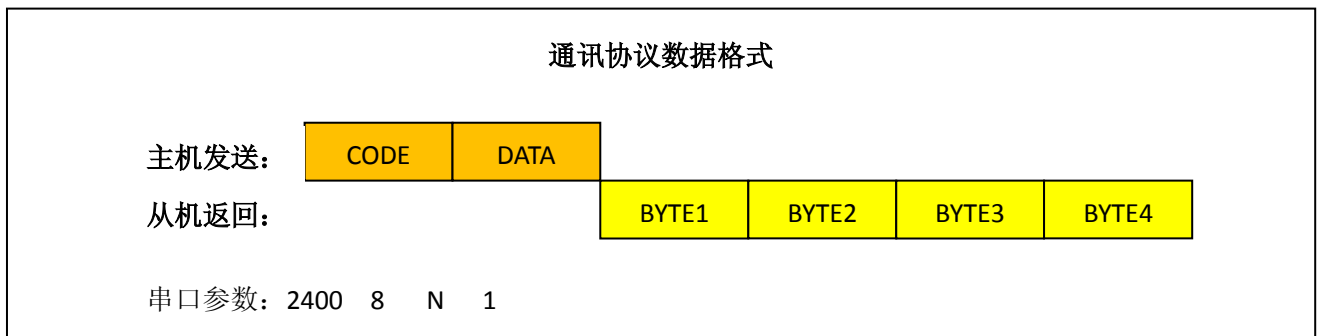 通讯协议数据格式
主机发送： CODE DATA
从机返回： BYTE1 BYTE2 BYTE3 BYTE4
串口参数：2400 8 N 1